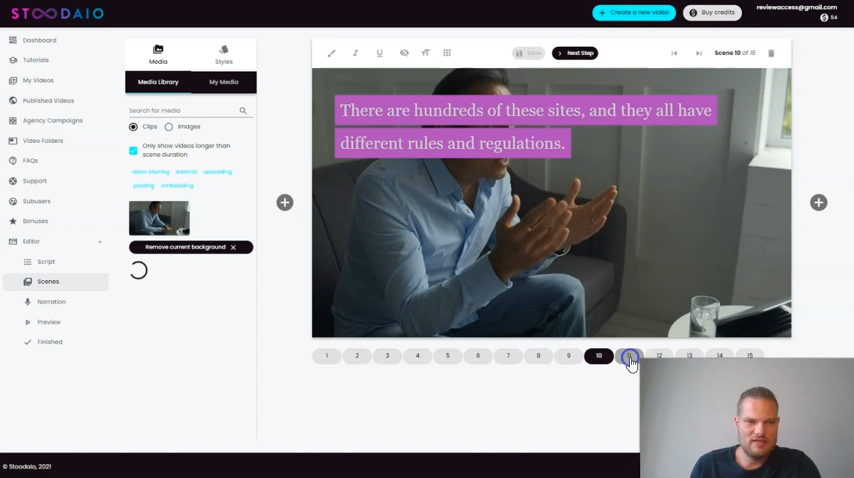 STOODAIO
+ Create a new video
Buy credits
reviewaccess@gmail.com
54
Dashboard
Tutorials
My Videos
Published Videos
Agency Campaigns
Video Folders
FAQs
Support
Subusers
Bonuses
Editor
Script
Scenes
Narration
Preview
Finished
Media
Styles
Media Library
My Media
Search for media
Clips
Images
Only show videos longer than
scene duration
video sharing internet uploading
posting embedding
Remove current background X
Save
Next Step
Scene 10 of 15
There are hundreds of these sites, and they all have
different rules and regulations.
1 2 3 4 5 6 7 8 9 10 11 12 13 14 15
© Stoodaio, 2021